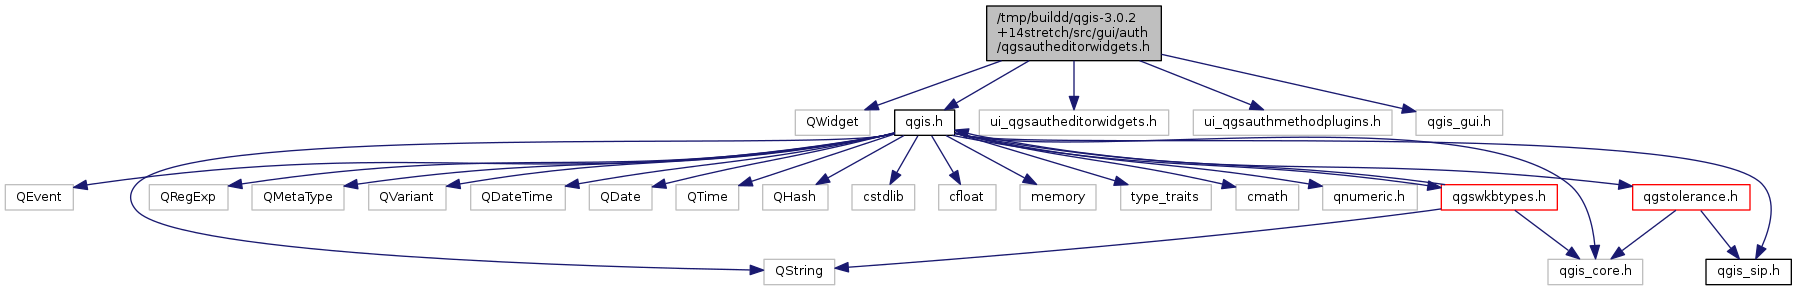 /tmp/buildd/qgis-3.0.2
+14stretch/src/gui/auth
/qgsautheditorwidgets.h
QWidget
qgis.h
ui_qgsautheditorwidgets.h
ui_qgsauthmethodplugins.h
qgis_gui.h
QEvent
QRegExp
QMetaType
QVariant
QDateTime
QDate
QTime
QHash
cstdlib
cfloat
memory
type_traits
cmath
qnumeric.h
qgswkbtypes.h
qgstolerance.h
QString
qgis_core.h
qgis_sip.h